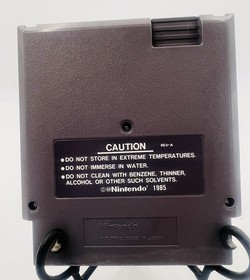 CAUTION REV-A
●DO NOT STORE IN EXTREME TEMPERATURES.
●DO NOT IMMERSE IN WATER.
●DO NOT CLEAN WITH BENZENE, THINNER,
ALCOHOL OR OTHER SUCH SOLVENTS.
©Nintendo® 1985
Nintendo